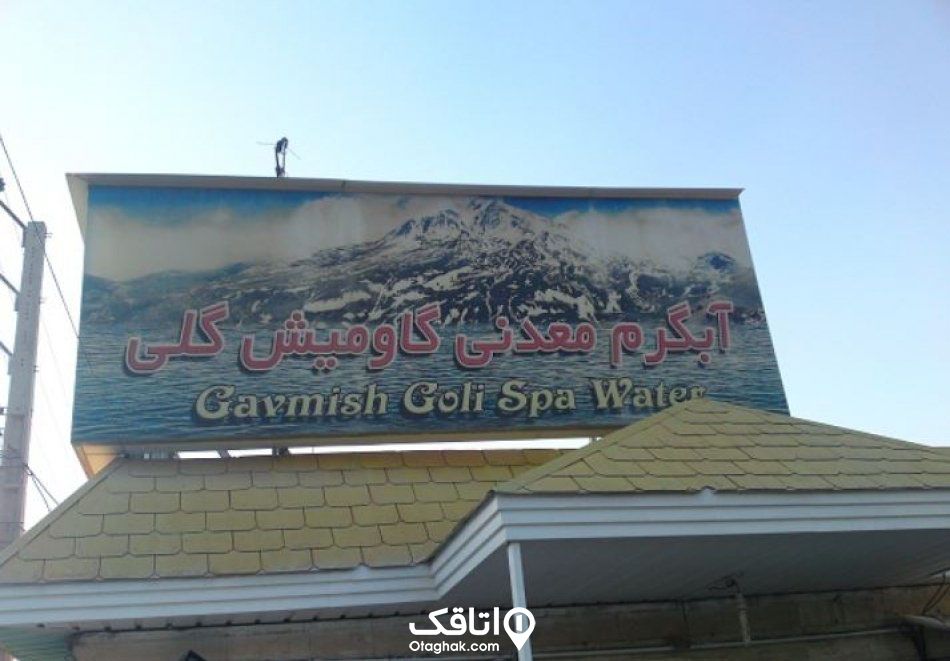 آبگرم معدنی گاومیش گلی
Gavmish Goli Spa Water
اتاقک
Otaghak.com